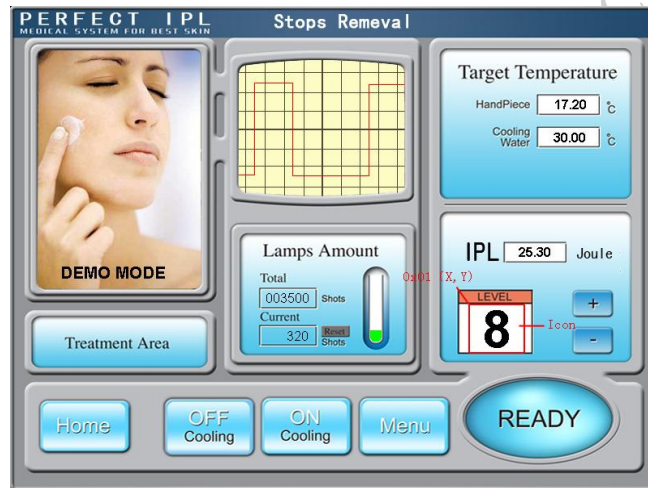 PERFECT IPL
MEDICAL SYSTEM FOR BEST SKIN
Stops Remeval
DEMO MODE
Treatment Area
Lamps Amount
Total
003500 Shots
Current
320 Reset
Shots
Target Temperature
HandPiece 17.20 °C
Cooling
Water 30.00 °C
IPL 25.30 Joule
0x01 (X,Y)
LEVEL
8
Icon
+
-
Home
OFF
Cooling
ON
Cooling
Menu
READY